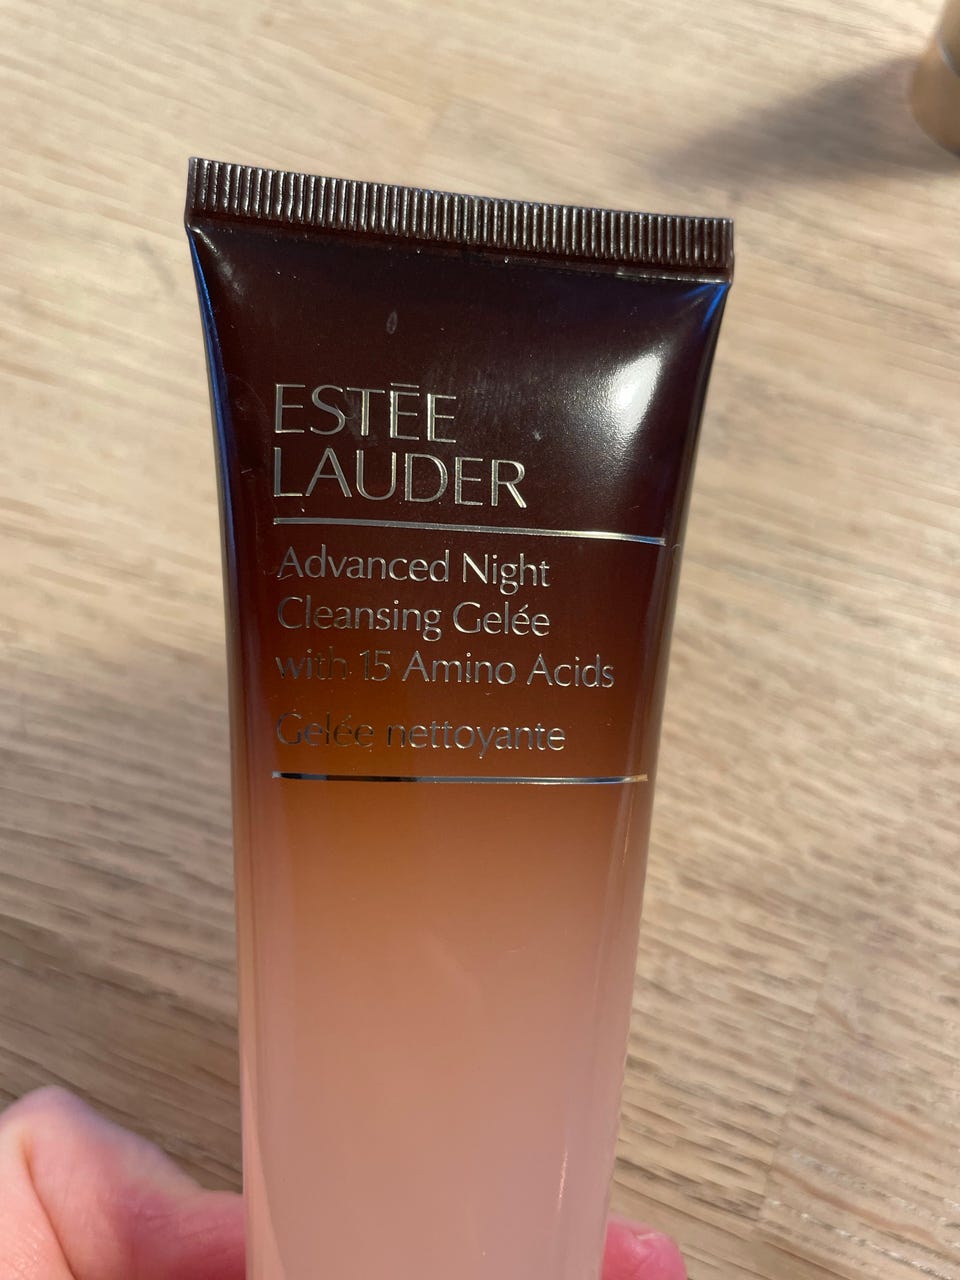 ESTĒE
LAUDER
Advanced Night
Cleansing Gelée
with 15 Amino Acids
Gelée nettoyante